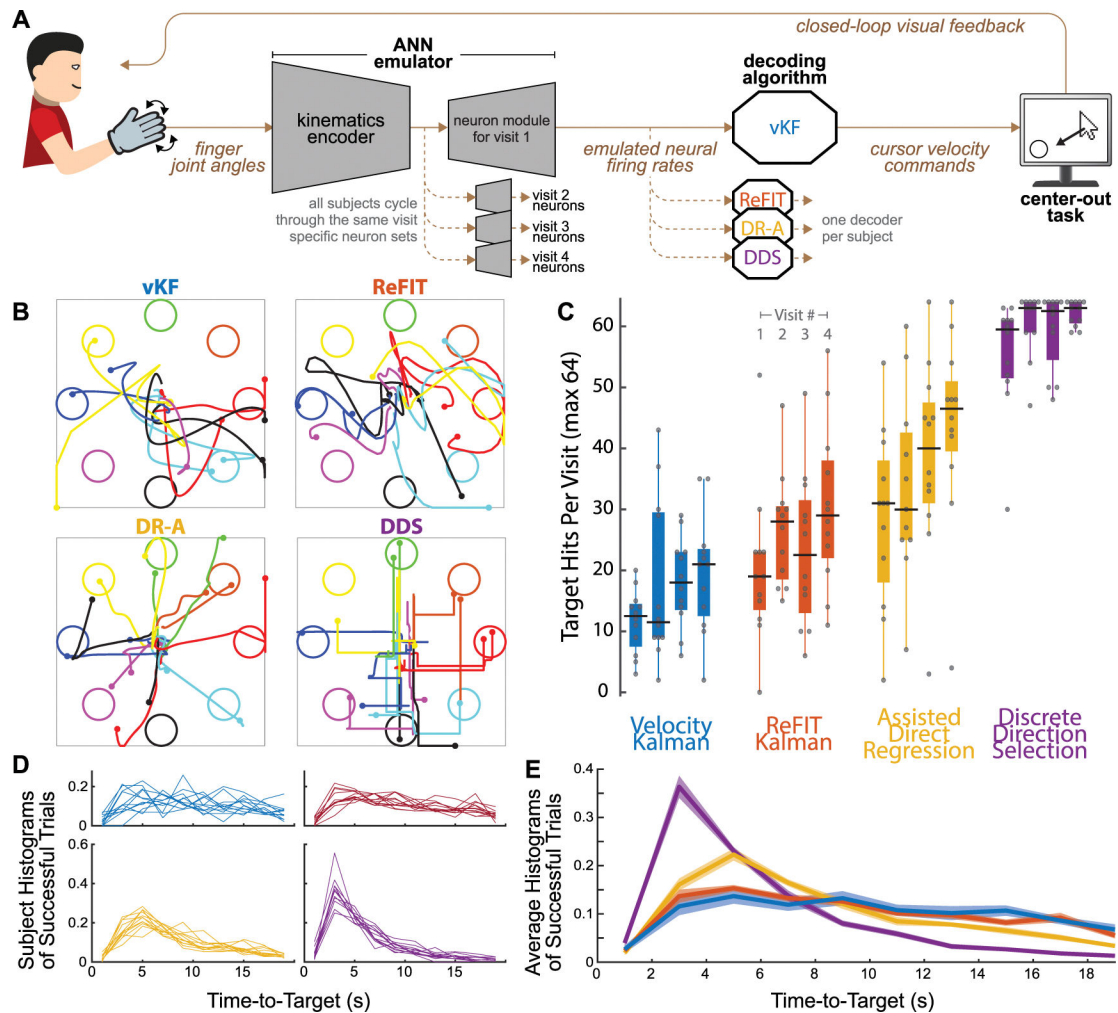 A
closed-loop visual feedback
ANN
emulator
decoding
algorithm
kinematics
encoder
neuron module
for visit 1
vKF
finger
joint angles
emulated neural
firing rates
cursor velocity
commands
center-out
task
all subjects cycle
through the same visit
specific neuron sets
visit 2
neurons
visit 3
neurons
visit 4
neurons
ReFIT
DR-A
DDS
one decoder
per subject
B
vKF
ReFIT
DR-A
DDS
C
Target Hits Per Visit (max 64)
60
50
40
30
20
10
0
Visit #
1 2 3 4
Velocity
Kalman
ReFIT
Kalman
Assisted
Direct
Regression
Discrete
Direction
Selection
D
Subject Histograms
of Successful Trials
0.2
0
0.6
0.4
0.2
0
0 5 10 15
0 5 10 15
Time-to-Target (s)
E
Average Histograms
of Successful Trials
0.4
0.3
0.2
0.1
0
0 2 4 6 8 10 12 14 16 18
Time-to-Target (s)